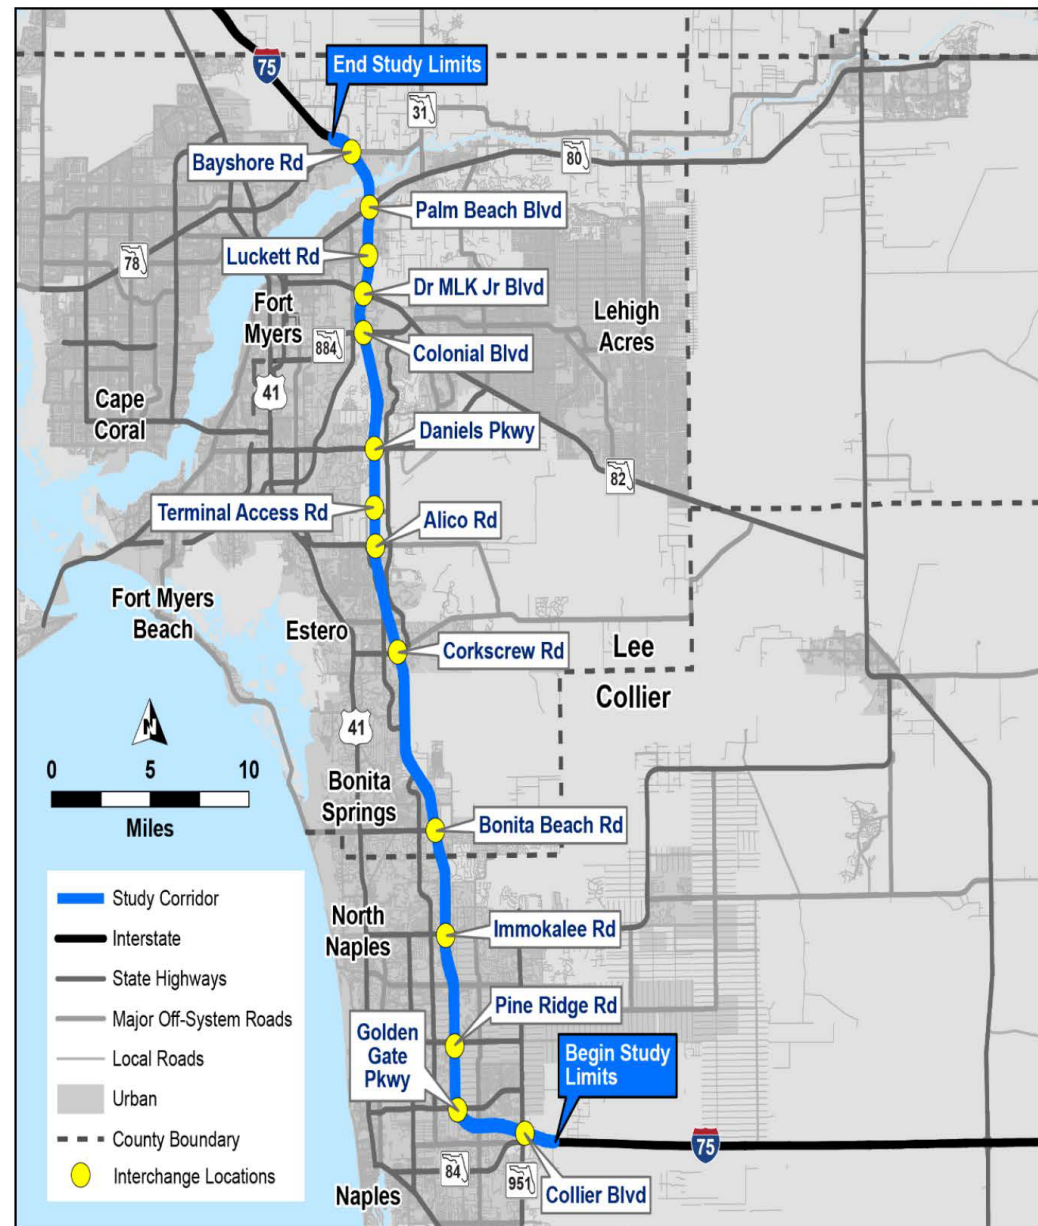 75
End Study Limits
31
Bayshore Rd
80
Palm Beach Blvd
78
Luckett Rd
Dr MLK Jr Blvd
Fort
Myers
Lehigh
Acres
884
Colonial Blvd
41
Cape
Coral
Daniels Pkwy
82
Terminal Access Rd
Alico Rd
Fort Myers
Beach
Estero
Corkscrew Rd
Lee
Collier
N
41
0 5 10
Miles
Bonita
Springs
Bonita Beach Rd
Study Corridor
Interstate
State Highways
Major Off-System Roads
Local Roads
Urban
County Boundary
Interchange Locations
North
Naples
Immokalee Rd
Pine Ridge Rd
Golden
Gate
Pkwy
Begin Study
Limits
75
84
951
Collier Blvd
Naples